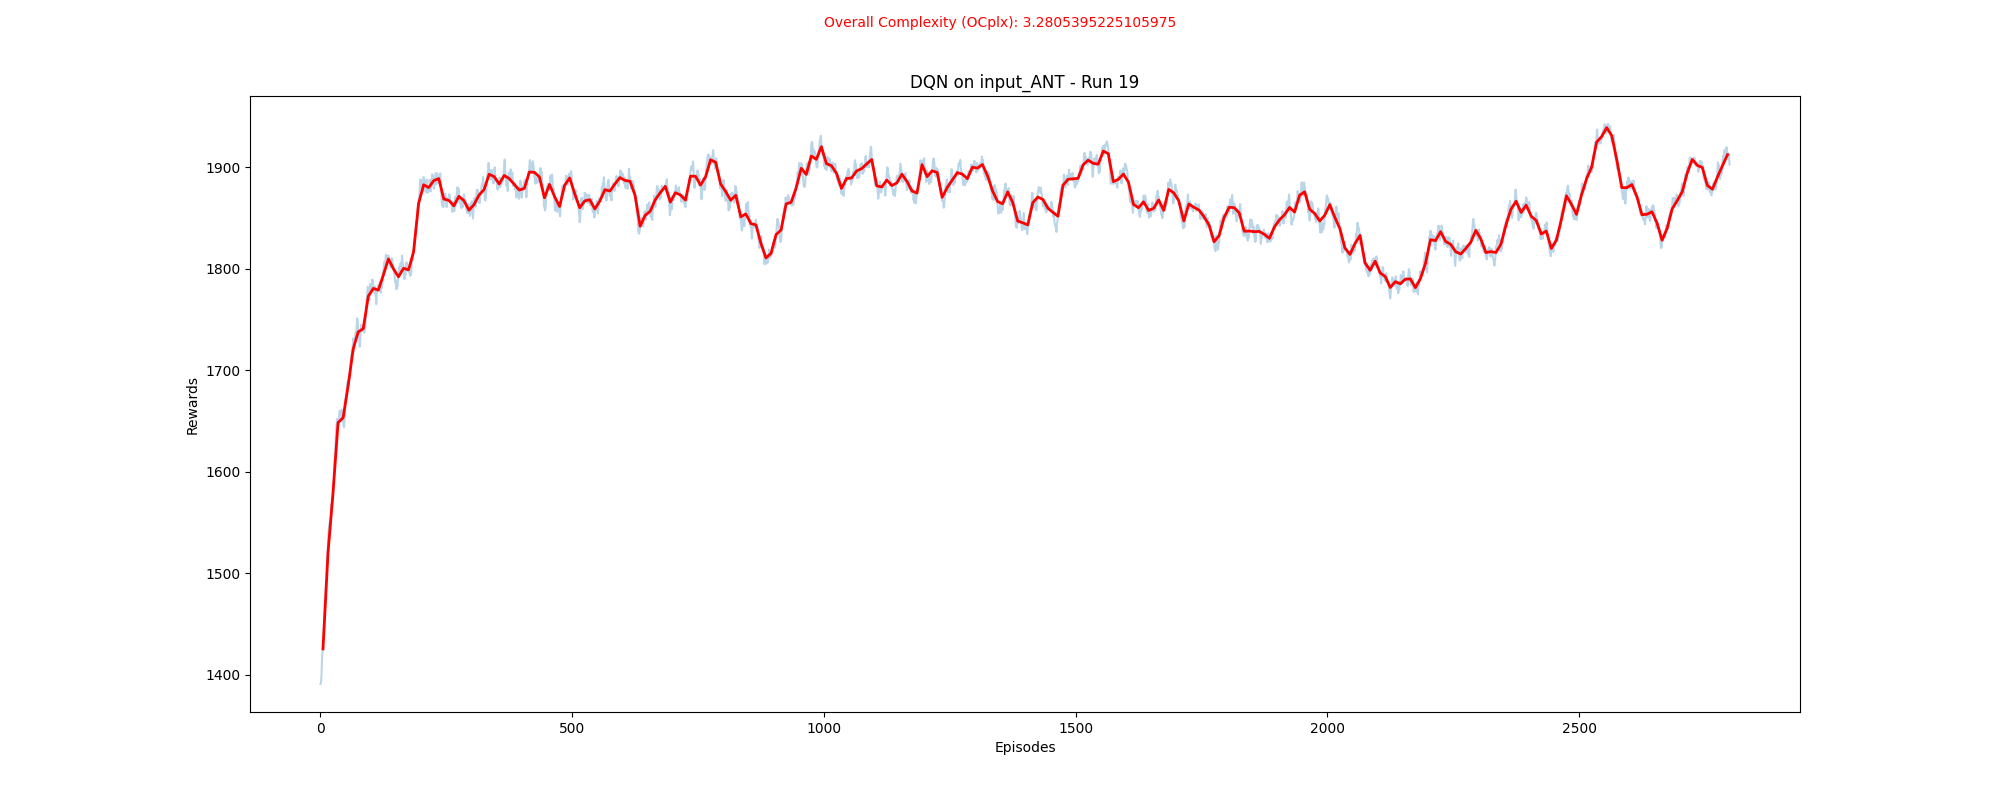 Overall Complexity (OCplx): 3.2805395225105975
DQN on input_ANT - Run 19
1900
1800
1700
1600
1500
1400
Rewards
0 500 1000 1500 2000 2500
Episodes